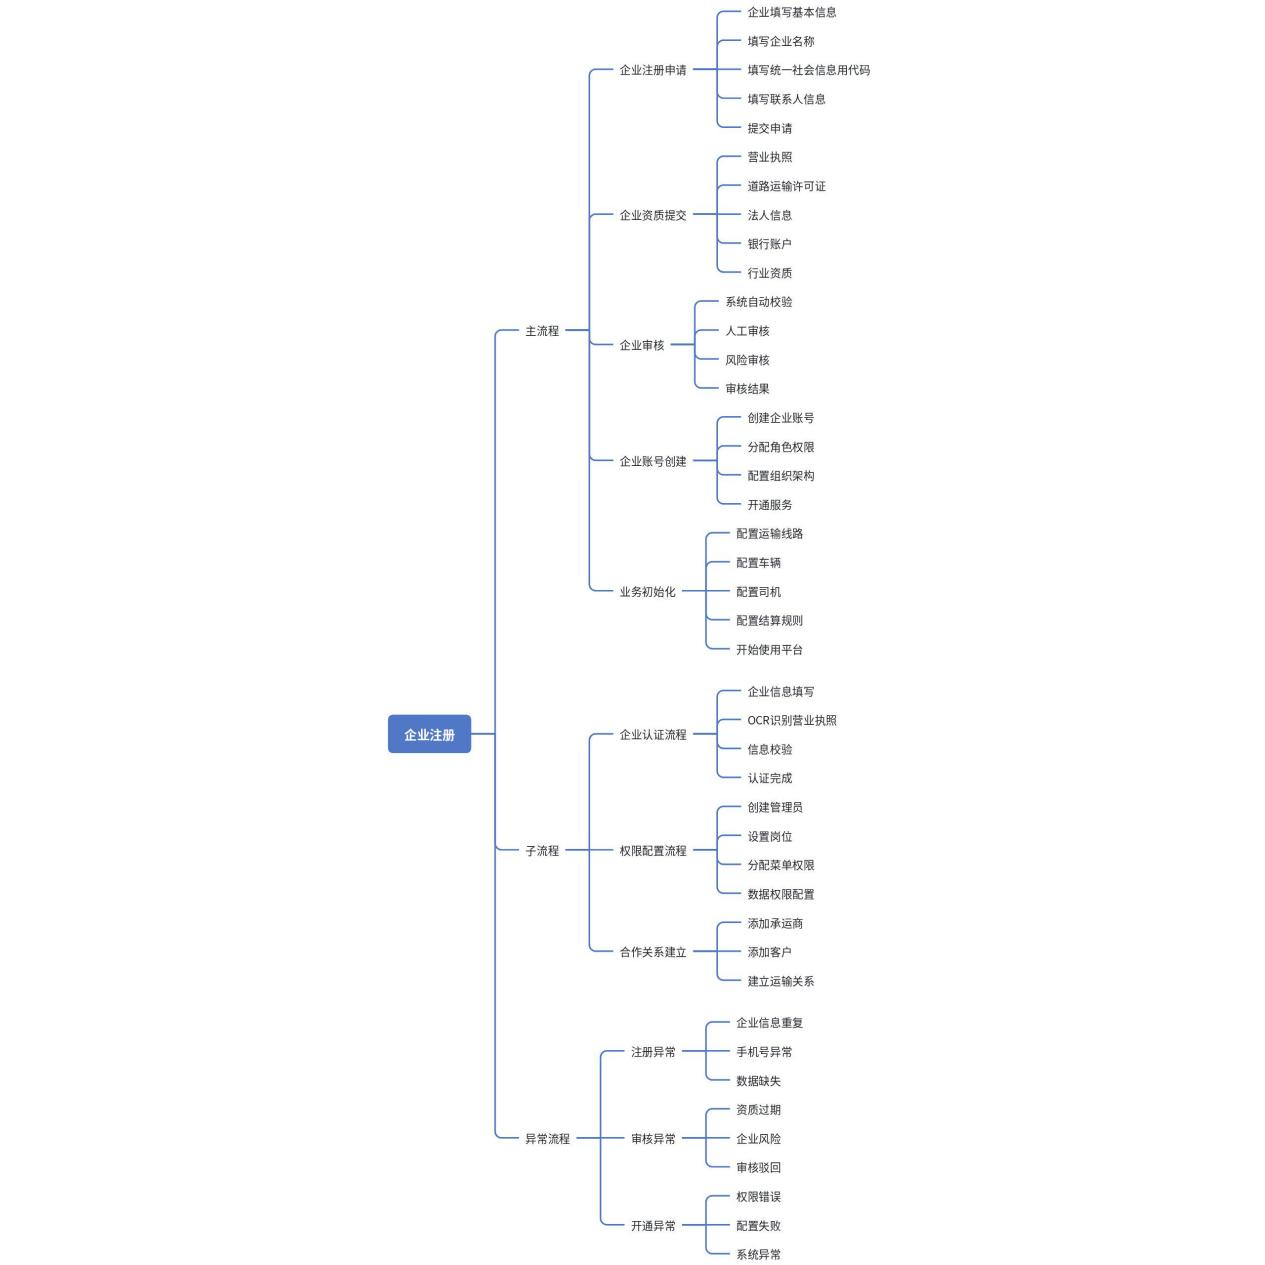 企业注册
主流程
企业注册申请
企业填写基本信息
填写企业名称
填写统一社会信息用代码
填写联系人信息
提交申请
企业资质提交
营业执照
道路运输许可证
法人信息
银行账户
行业资质
企业审核
系统自动校验
人工审核
风险审核
审核结果
企业账号创建
创建企业账号
分配角色权限
配置组织架构
开通服务
业务初始化
配置运输线路
配置车辆
配置司机
配置结算规则
开始使用平台
子流程
企业认证流程
企业信息填写
OCR识别营业执照
信息校验
认证完成
权限配置流程
创建管理员
设置岗位
分配菜单权限
数据权限配置
合作关系建立
添加承运商
添加客户
建立运输关系
异常流程
注册异常
企业信息重复
手机号异常
数据缺失
审核异常
资质过期
企业风险
审核驳回
开通异常
权限错误
配置失败
系统异常